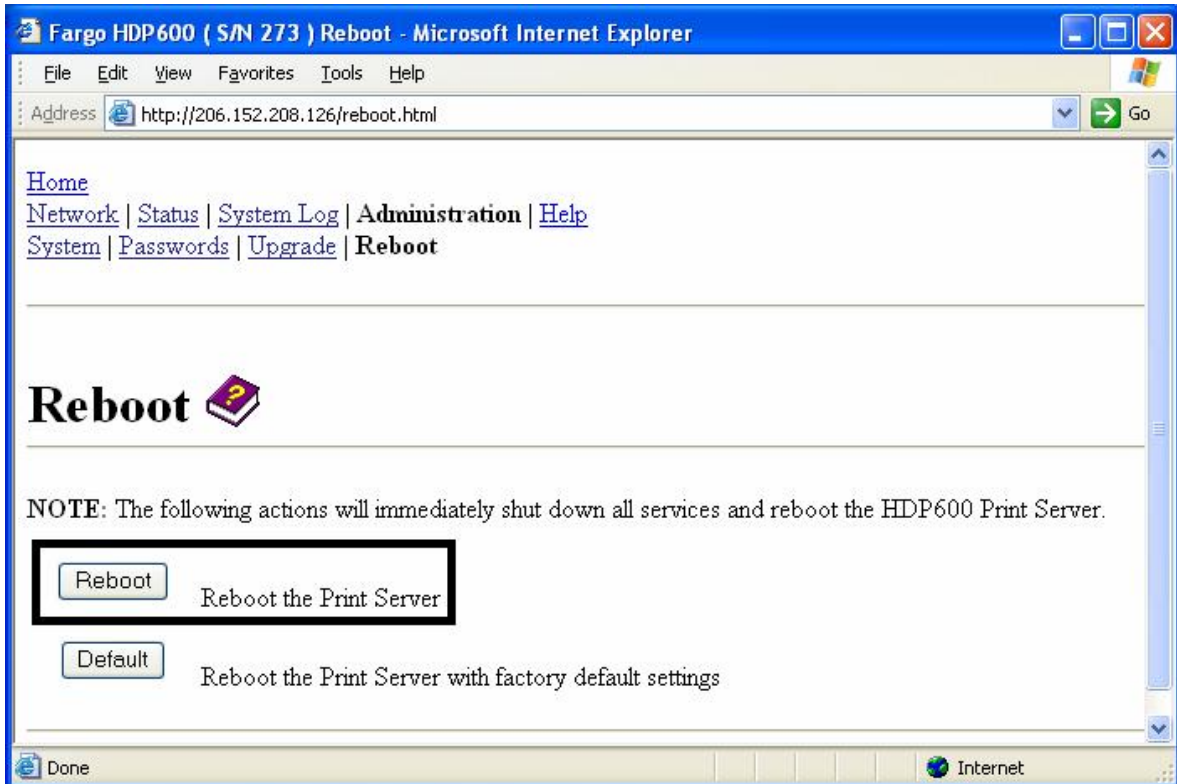 Fargo HDP600 ( S/N 273 ) Reboot - Microsoft Internet Explorer
File Edit View Favorites Tools Help
Address http://206.152.208.126/reboot.html Go
Home
Network | Status | System Log | Administration | Help
System | Passwords | Upgrade | Reboot
Reboot ?
NOTE: The following actions will immediately shut down all services and reboot the HDP600 Print Server.
Reboot Reboot the Print Server
Default Reboot the Print Server with factory default settings
Done Internet